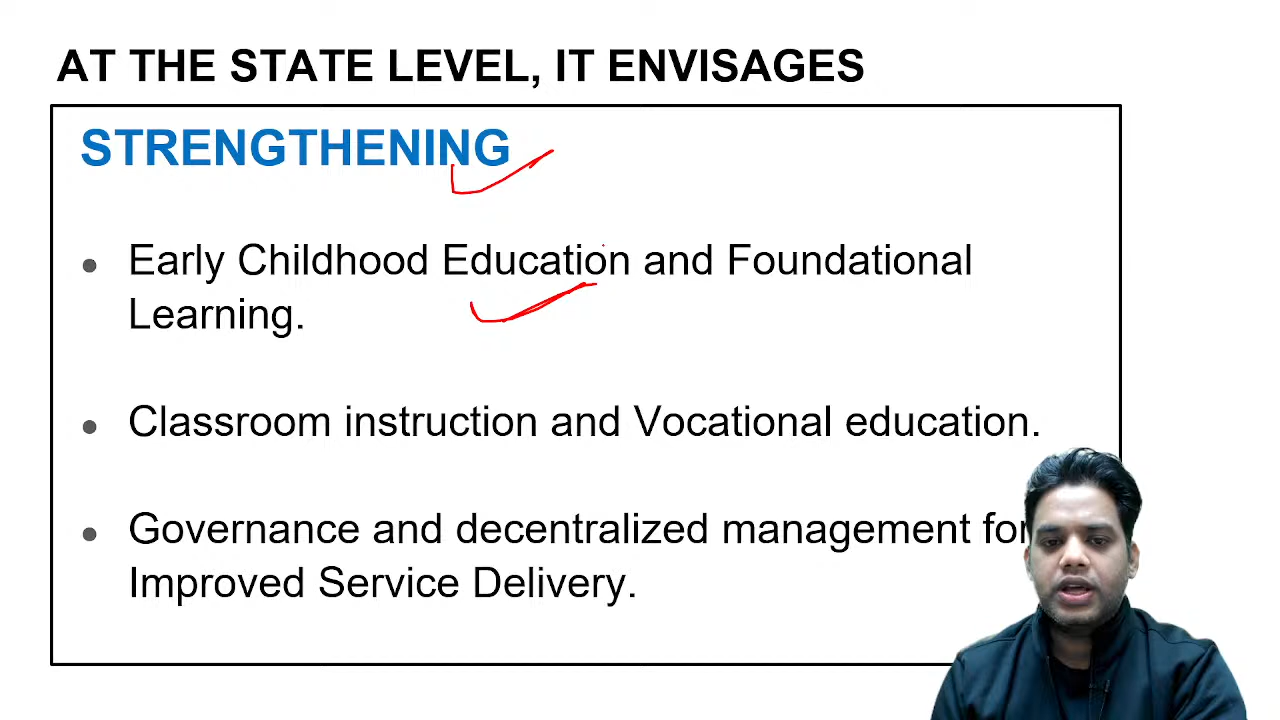 AT THE STATE LEVEL, IT ENVISAGES
STRENGTHENING
● Early Childhood Education and Foundational
Learning.
● Classroom instruction and Vocational education.
● Governance and decentralized management for
Improved Service Delivery.